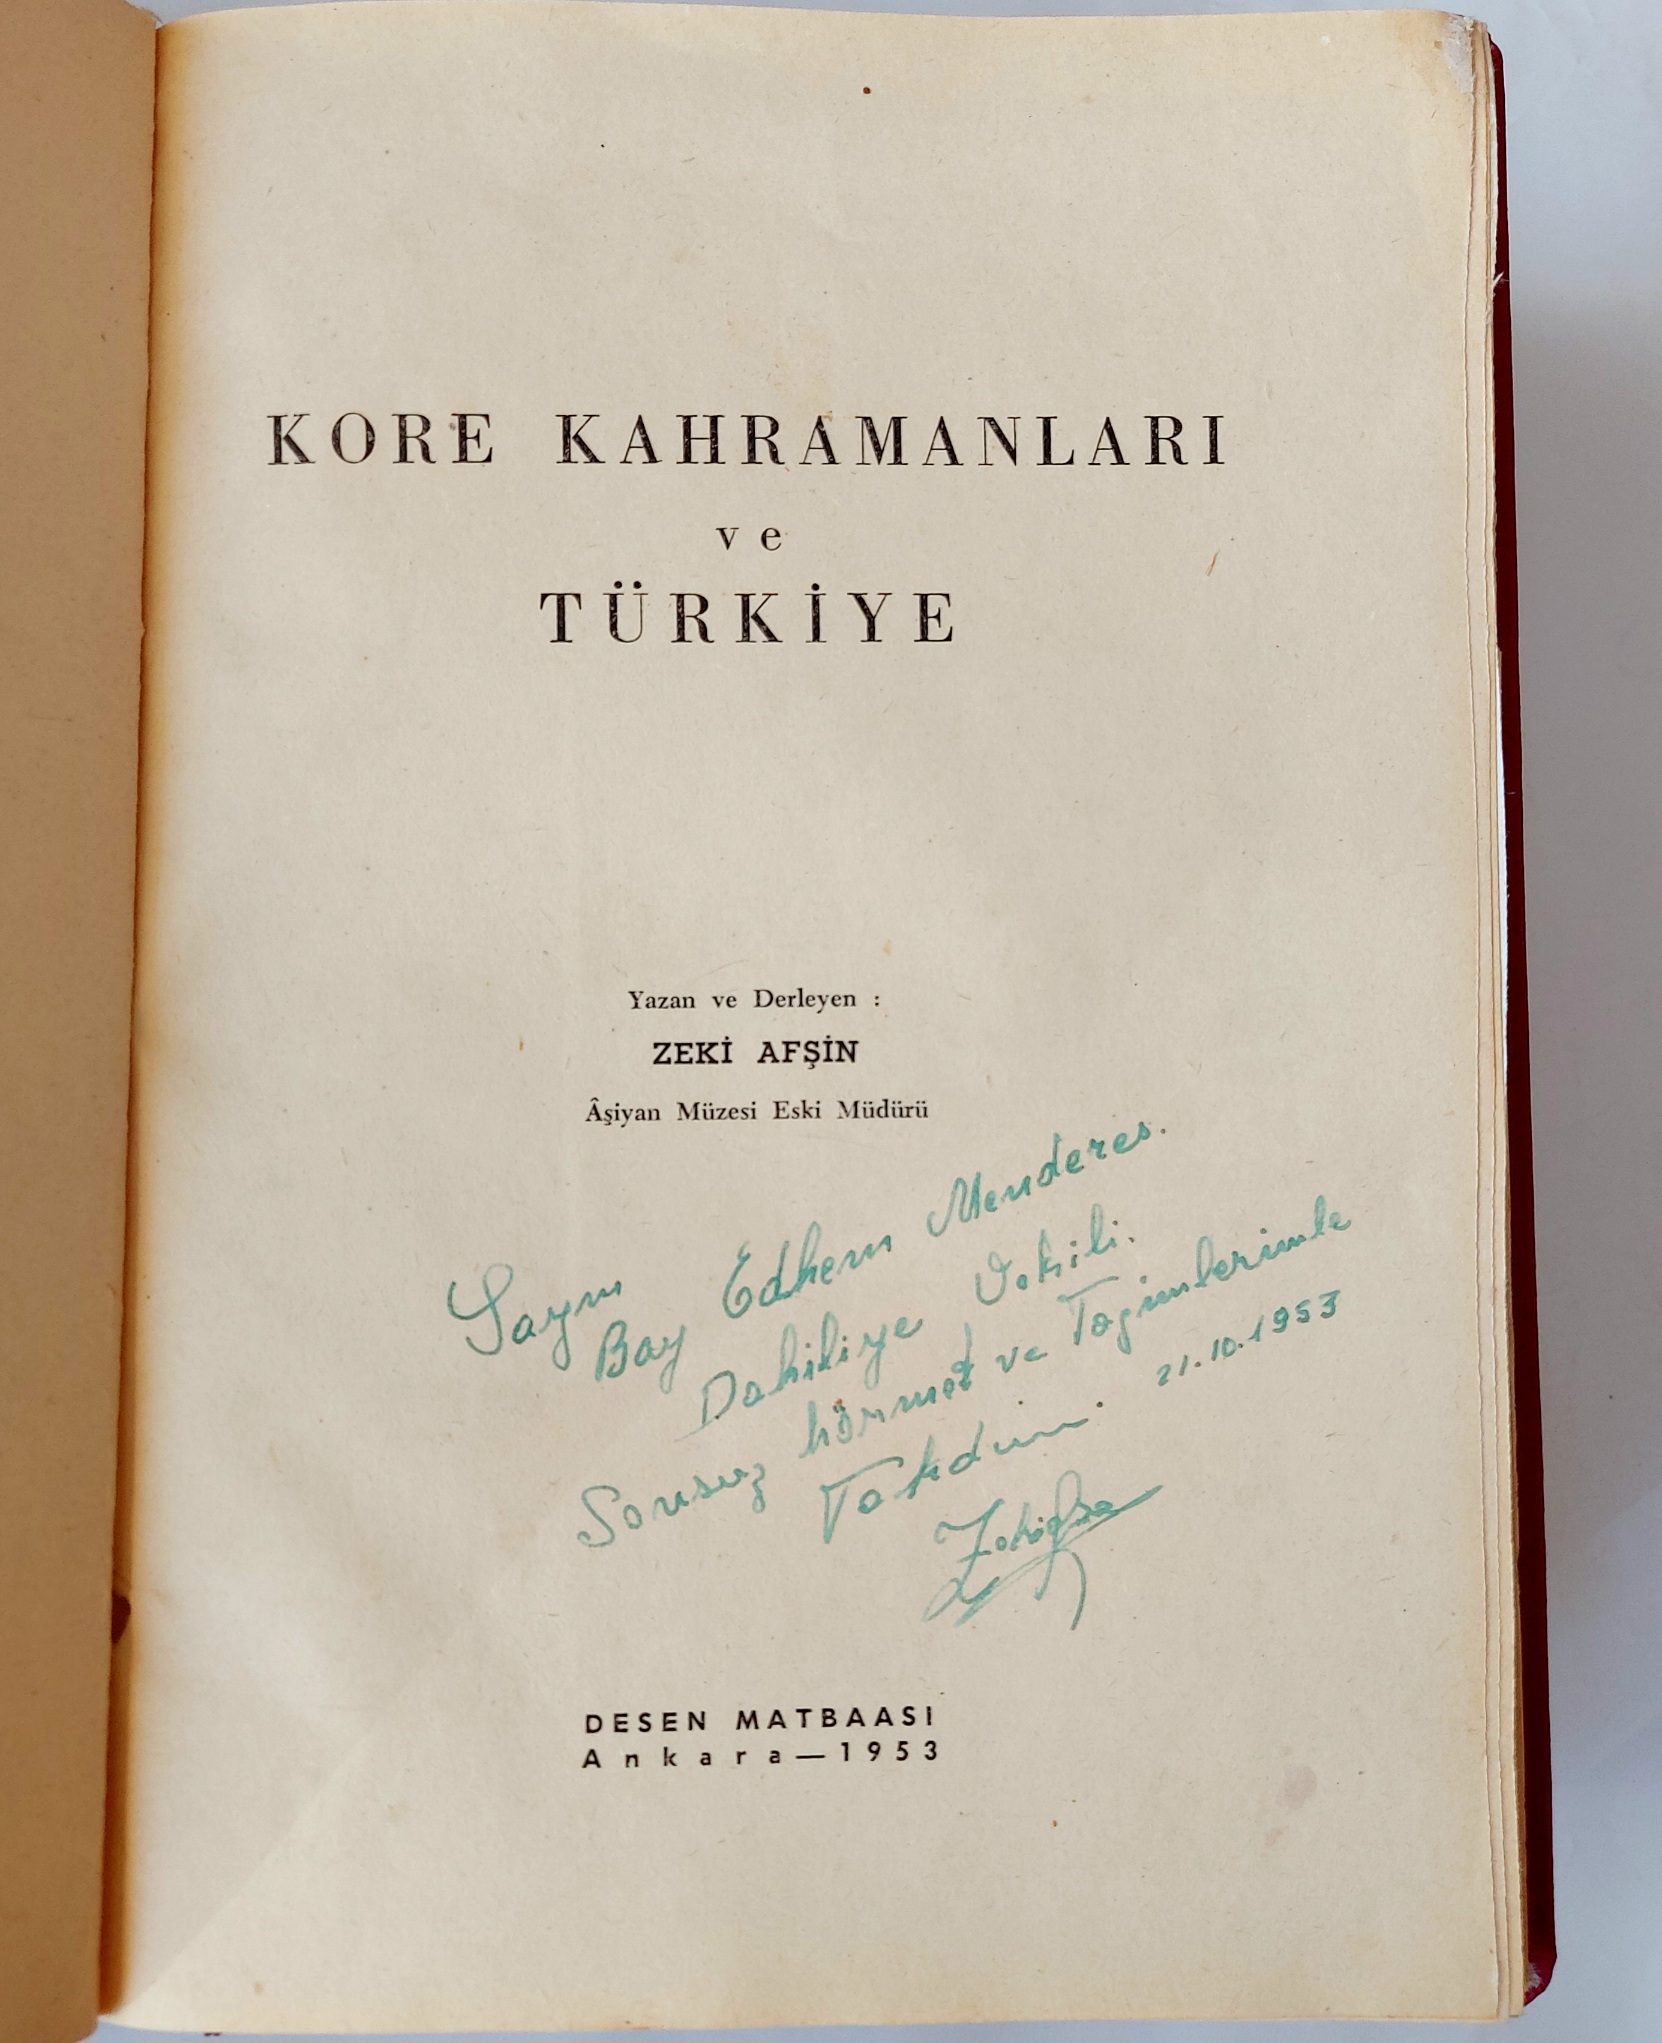 KORE KAHRAMANLARI
ve
TÜRKİYE
Yazan ve Derleyen :
ZEKİ AFŞİN
Âşiyan Müzesi Eski Müdürü
Sayın
Bay Edhem Menderes.
Dahiliye Vekili.
Sonsuz hörmet ve Tazimlerimle
Takdim. 21.10.1953
DESEN MATBAASI
Ankara—1953